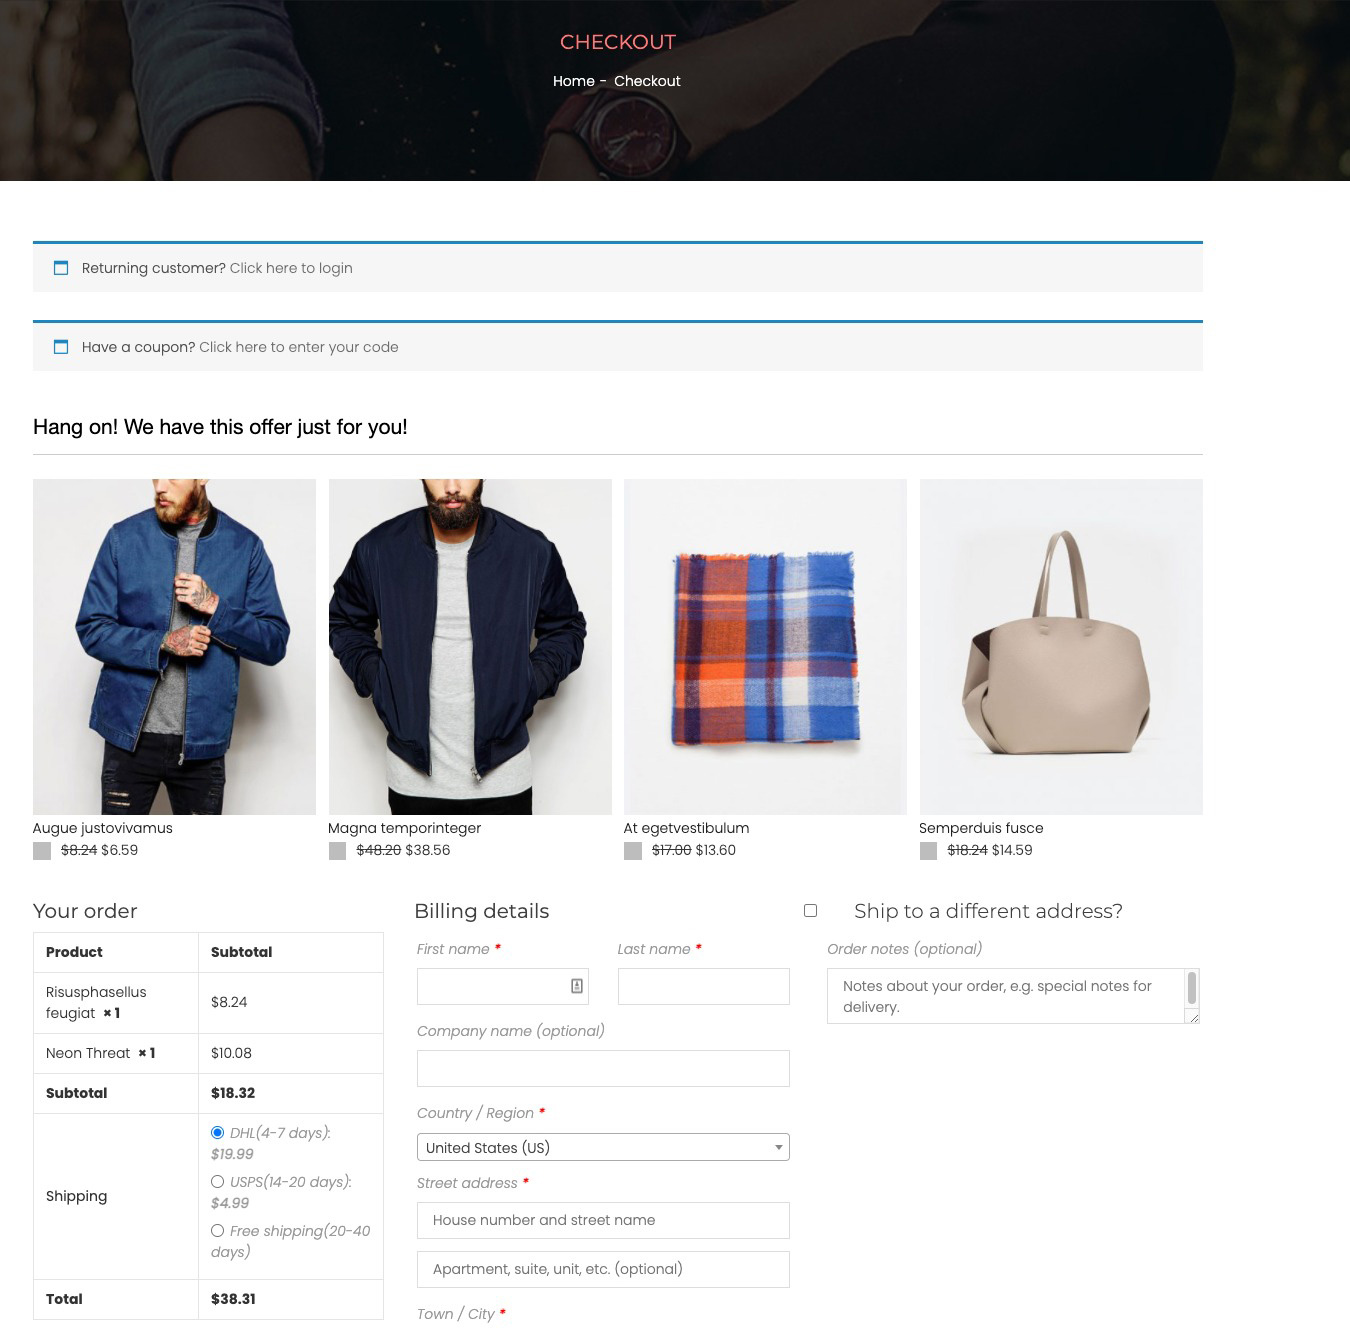 CHECKOUT
Home - Checkout
Returning customer? Click here to login
Have a coupon? Click here to enter your code
Hang on! We have this offer just for you!
Augue justovivamus
$8.24 $6.59
Magna temporinteger
$48.20 $38.56
At egetvestibulum
$17.00 $13.60
Semperduis fusce
$18.24 $14.59
Your order
Product Subtotal
Risusphasellus
feugiat × 1 $8.24
Neon Threat × 1 $10.08
Subtotal $18.32
Shipping
DHL(4-7 days):
$19.99
USPS(14-20 days):
$4.99
Free shipping(20-40
days)
Total $38.31
Billing details
First name * Last name *
Company name (optional)
Country / Region *
United States (US)
Street address *
House number and street name
Apartment, suite, unit, etc. (optional)
Town / City *
Ship to a different address?
Order notes (optional)
Notes about your order, e.g. special notes for
delivery.